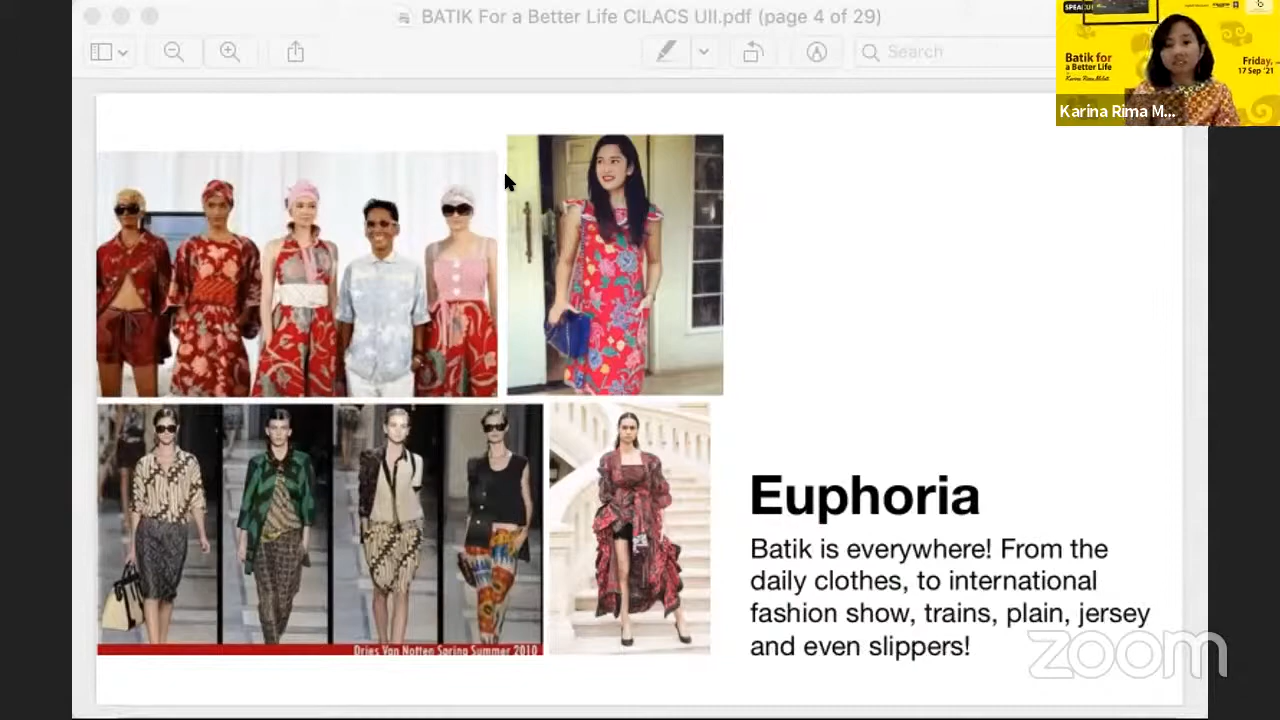 BATIK For a Better Life CILACS UII.pdf (page 4 of 29)
Search
SPEACU
Batik for
a Better Life
Friday,
17 Sep '21
Karina Rima M...
Dries Van Notten Spring Summer 2010
Euphoria
Batik is everywhere! From the
daily clothes, to international
fashion show, trains, plain, jersey
and even slippers!
zoom